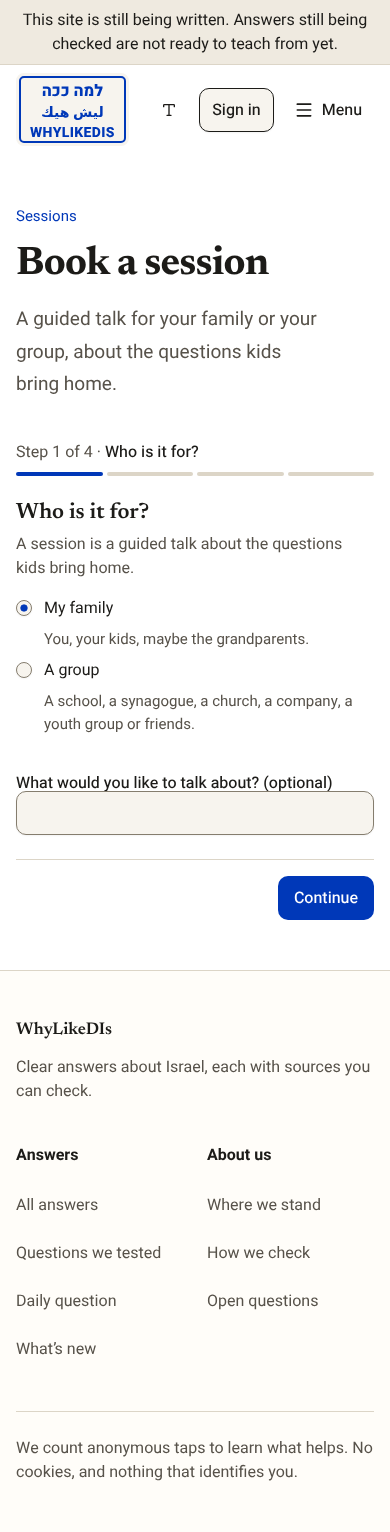 This site is still being written. Answers still being
checked are not ready to teach from yet.
למה ככה
ليش هيك
WHYLIKEDIS
T
Sign in
Menu
Sessions
Book a session
A guided talk for your family or your
group, about the questions kids
bring home.
Step 1 of 4 · Who is it for?
Who is it for?
A session is a guided talk about the questions
kids bring home.
My family
You, your kids, maybe the grandparents.
A group
A school, a synagogue, a church, a company, a
youth group or friends.
What would you like to talk about? (optional)
Continue
WhyLikeDIs
Clear answers about Israel, each with sources you
can check.
Answers
About us
All answers
Where we stand
Questions we tested
How we check
Daily question
Open questions
What’s new
We count anonymous taps to learn what helps. No
cookies, and nothing that identifies you.